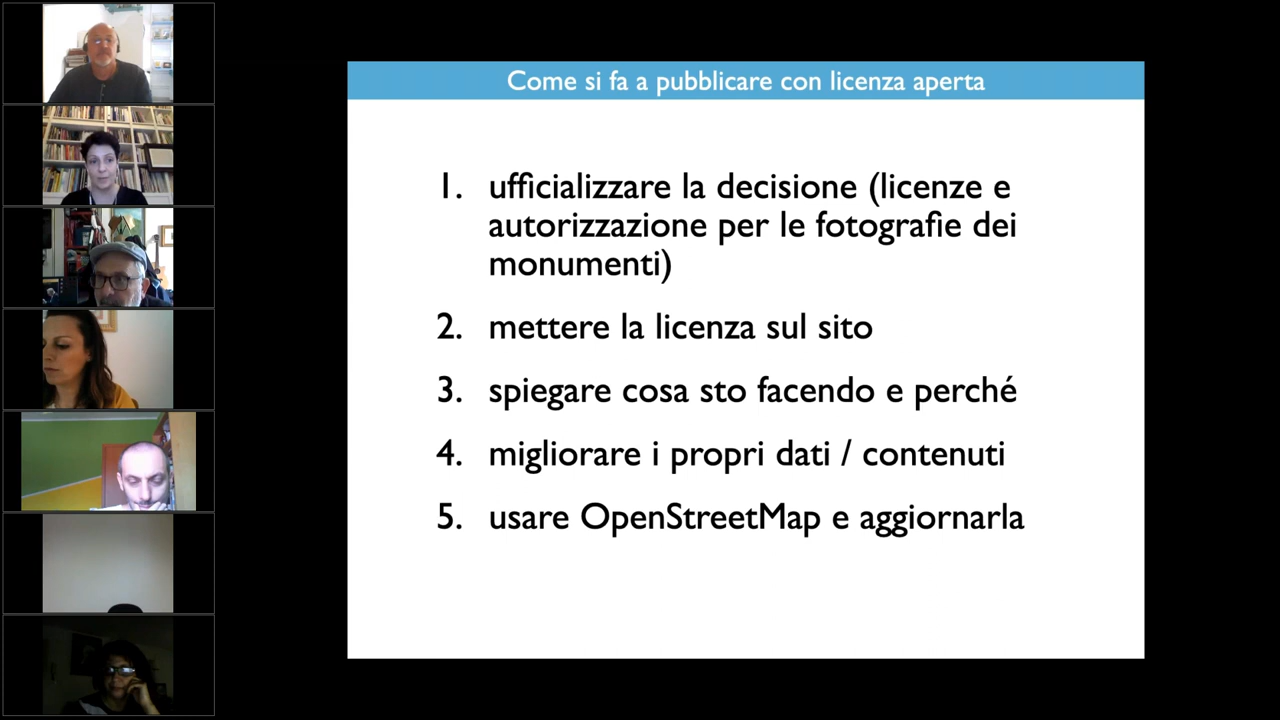 Come si fa a pubblicare con licenza aperta
1. ufficializzare la decisione (licenze e
autorizzazione per le fotografie dei
monumenti)
2. mettere la licenza sul sito
3. spiegare cosa sto facendo e perché
4. migliorare i propri dati / contenuti
5. usare OpenStreetMap e aggiornarla